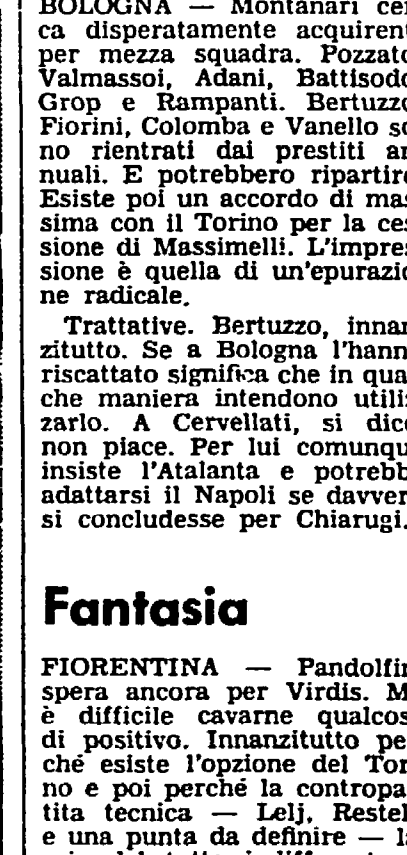 BOLOGNA — Montanari cer
ca disperatamente acquirent
per mezza squadra. Pozzato
Valmassoi, Adani, Battisodo
Grop e Rampanti. Bertuzzo
Fiorini, Colomba e Vanello so
no rientrati dai prestiti an
nuali. E potrebbero ripartire
Esiste poi un accordo di mas
sima con il Torino per la ces
sione di Massimelli. L'impres
sione è quella di un'epurazio
ne radicale.
Trattative. Bertuzzo, innan
zitutto. Se a Bologna l'hann
riscattato significa che in qua
che maniera intendono utiliz
zarlo. A Cervellati, si dice
non piace. Per lui comunqu
insiste l'Atalanta e potrebb
adattarsi il Napoli se davver
si concludesse per Chiarugi.
Fantasia
FIORENTINA — Pandolfin
spera ancora per Virdis. M
è difficile cavarne qualcos
di positivo. Innanzitutto pe
ché esiste l'opzione del Tor
no e poi perché la contropa
tita tecnica — Lelj, Restel
e una punta da definire — la